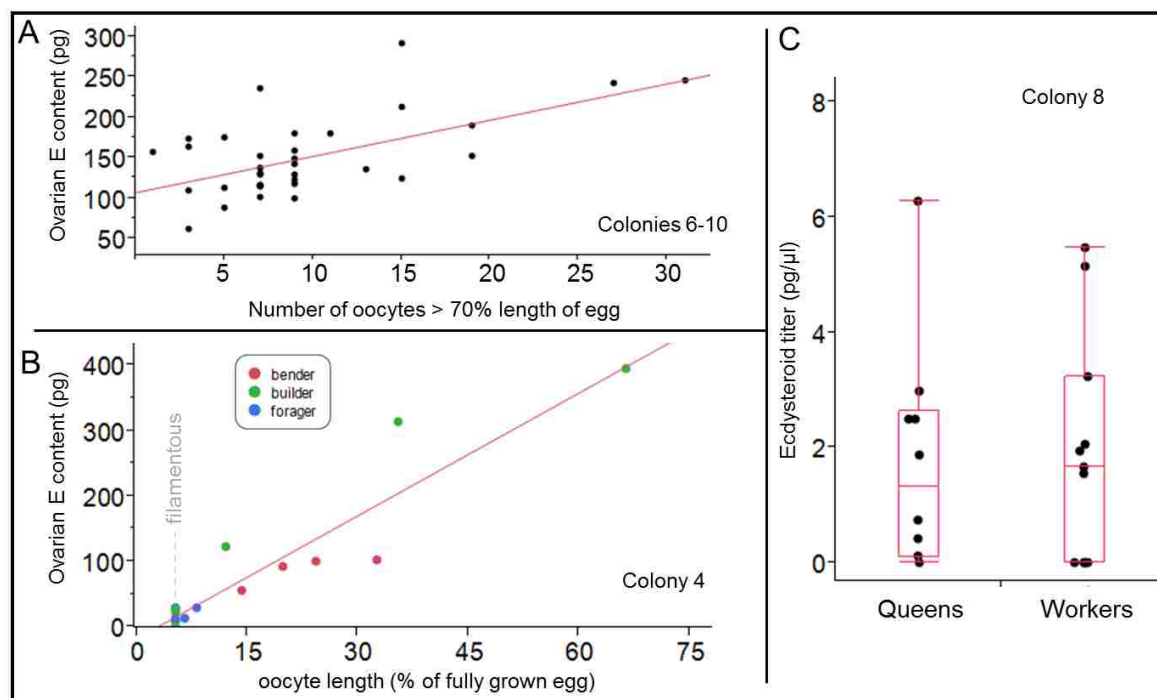 A
Ovarian E content (pg)
300
250
200
150
100
50
5 10 15 20 25 30
Colonies 6-10
Number of oocytes > 70% length of egg
B
Ovarian E content (pg)
400
300
200
100
0
bender
builder
forager
filamentous
Colony 4
0 15 30 45 60 75
oocyte length (% of fully grown egg)
C
Colony 8
Ecdysteroid titer (pg/µl)
8
6
4
2
0
Queens Workers